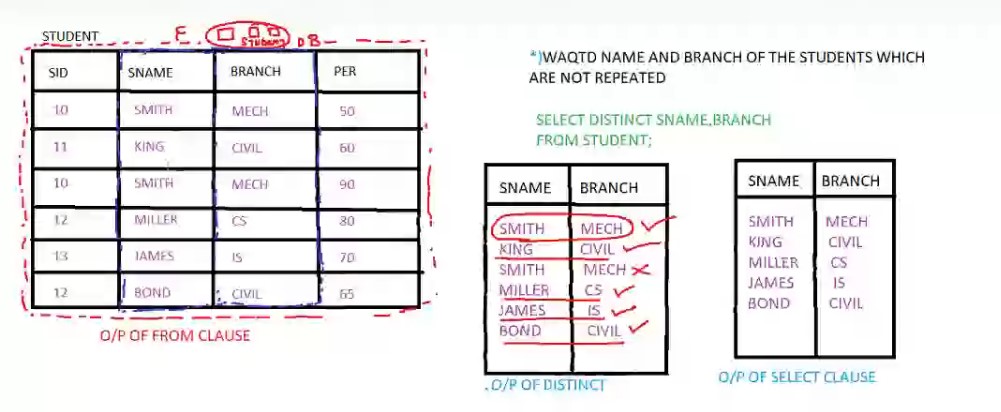 STUDENT F STUDENT DB
SID SNAME BRANCH PER
10 SMITH MECH 50
11 KING CIVIL 60
10 SMITH MECH 90
12 MILLER CS 80
13 JAMES IS 70
12 BOND CIVIL 65
O/P OF FROM CLAUSE
*)WAQTD NAME AND BRANCH OF THE STUDENTS WHICH
ARE NOT REPEATED
SELECT DISTINCT SNAME,BRANCH
FROM STUDENT;
SNAME BRANCH
SMITH MECH
KING CIVIL
SMITH MECH
MILLER CS
JAMES IS
BOND CIVIL
.O/P OF DISTINCT
SNAME BRANCH
SMITH MECH
KING CIVIL
MILLER CS
JAMES IS
BOND CIVIL
O/P OF SELECT CLAUSE